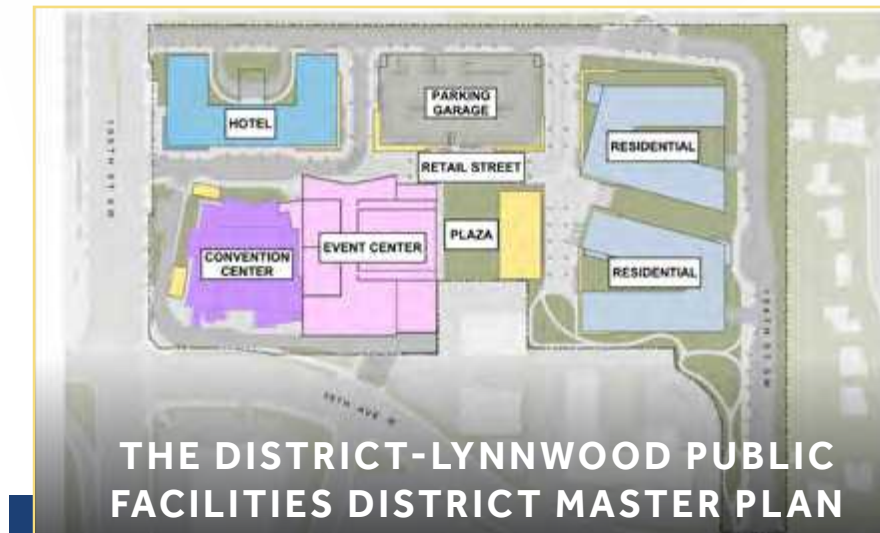 HOTEL
PARKING
GARAGE
RESIDENTIAL
RETAIL STREET
PLAZA
EVENT CENTER
CONVENTION
CENTER
RESIDENTIAL
THE DISTRICT-LYNNWOOD PUBLIC
FACILITIES DISTRICT MASTER PLAN